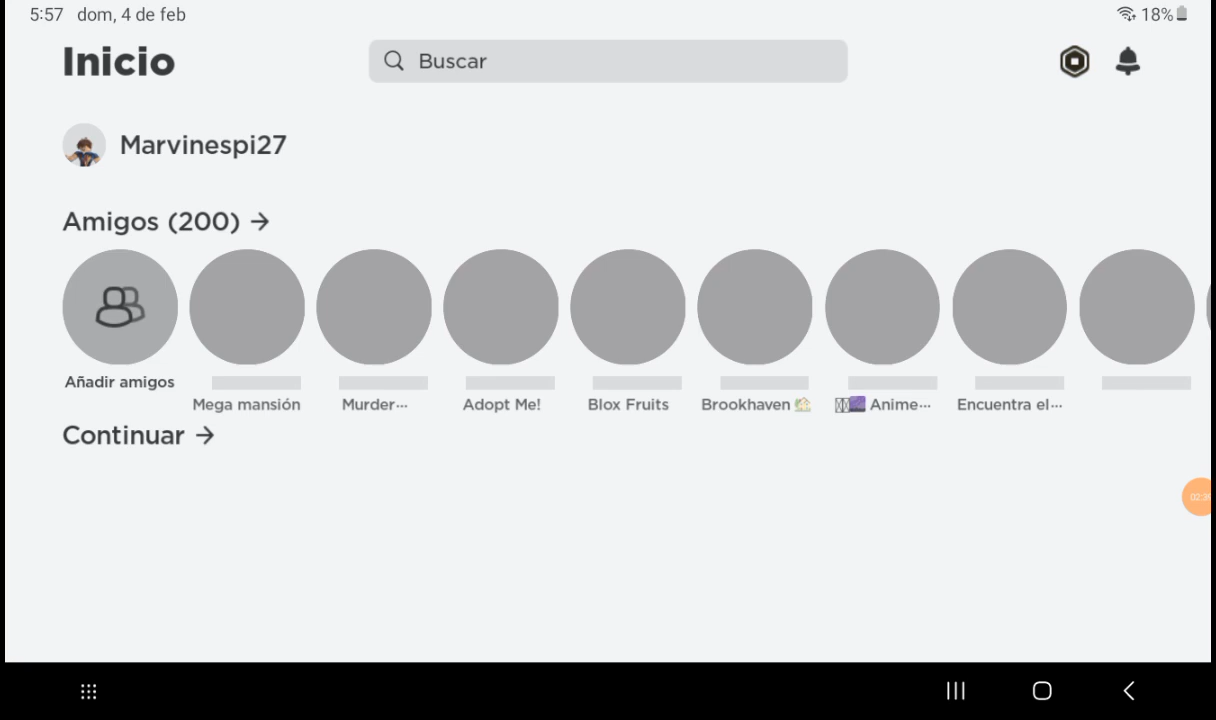 5:57 dom, 4 de feb 18%
Inicio
Buscar
Marvinespi27
Amigos (200) →
Añadir amigos
Mega mansión Murder··· Adopt Me! Blox Fruits Brookhaven 🏡 Anime··· Encuentra el···
Continuar →